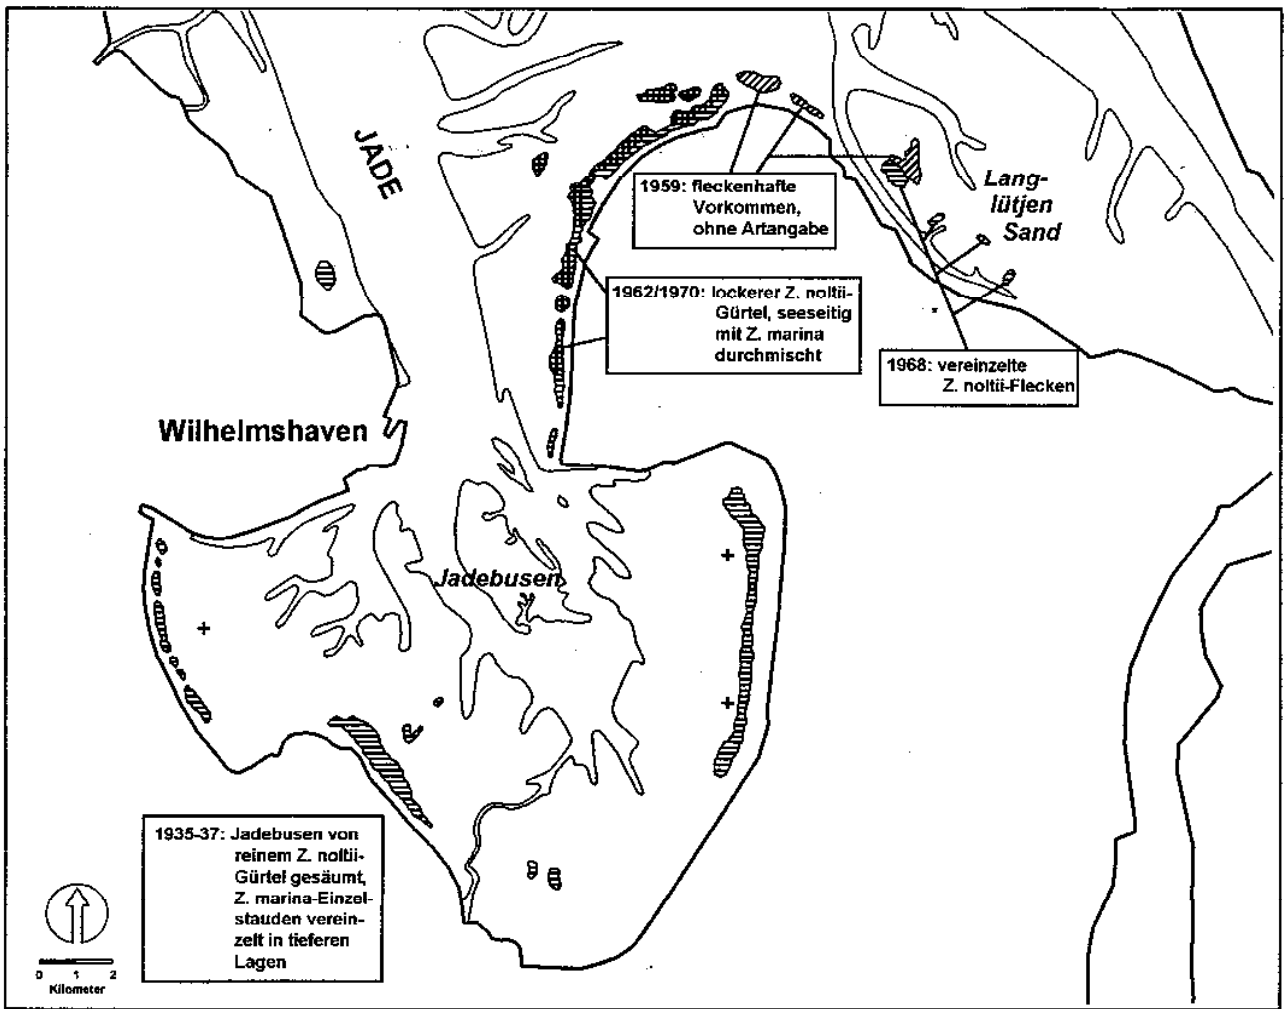 JADE
1959: fleckenhafte
Vorkommen,
ohne Artangabe
Lang-
lütjen
Sand
1962/1970: lockerer Z. noltii-
Gürtel, seeseitig
mit Z. marina
durchmischt
1968: vereinzelte
Z. noltii-Flecken
Wilhelmshaven
Jadebusen
1935-37: Jadebusen von
reinem Z. noltii-
Gürtel gesäumt,
Z. marina-Einzel-
stauden verein-
zelt in tieferen
Lagen
0 1 2
Kilometer